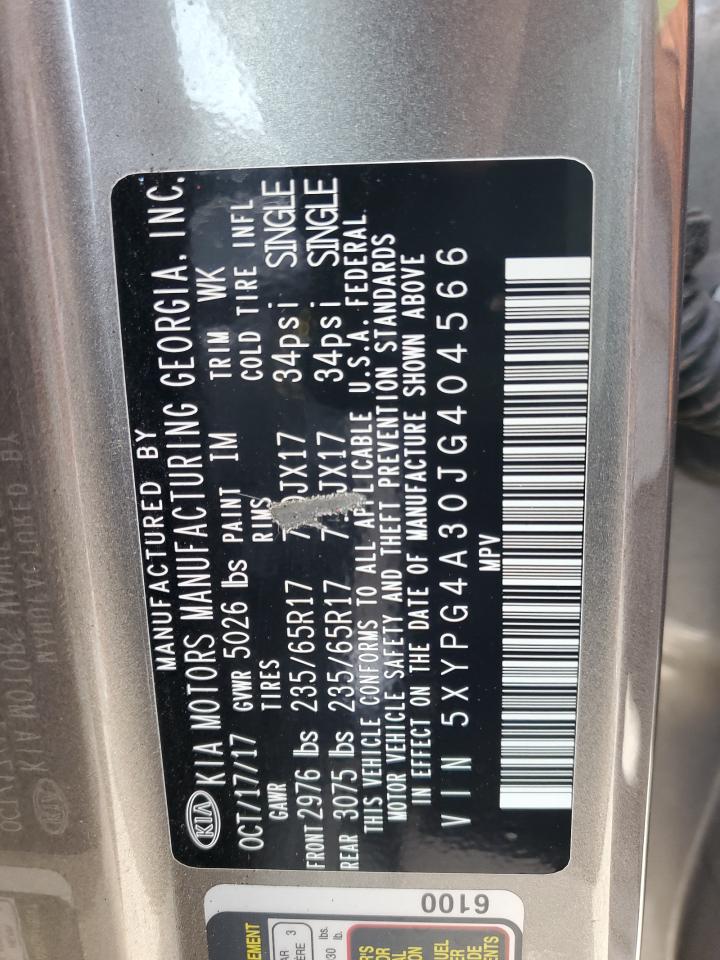 MANUFACTURED BY
KIA KIA MOTORS MANUFACTURING GEORGIA, INC.
OCT/17/17 GVWR 5026 lbs PAINT IM TRIM WK
GAWR TIRES RIMS COLD TIRE INFL
FRONT 2976 lbs 235/65R17 34psi SINGLE
REAR 3075 lbs 235/65R17 34psi SINGLE
THIS VEHICLE CONFORMS TO ALL APPLICABLE U.S.A. FEDERAL
MOTOR VEHICLE SAFETY AND THEFT PREVENTION STANDARDS
IN EFFECT ON THE DATE OF MANUFACTURE SHOWN ABOVE
VIN 5XYPG4A30JG404566
MPV
6100